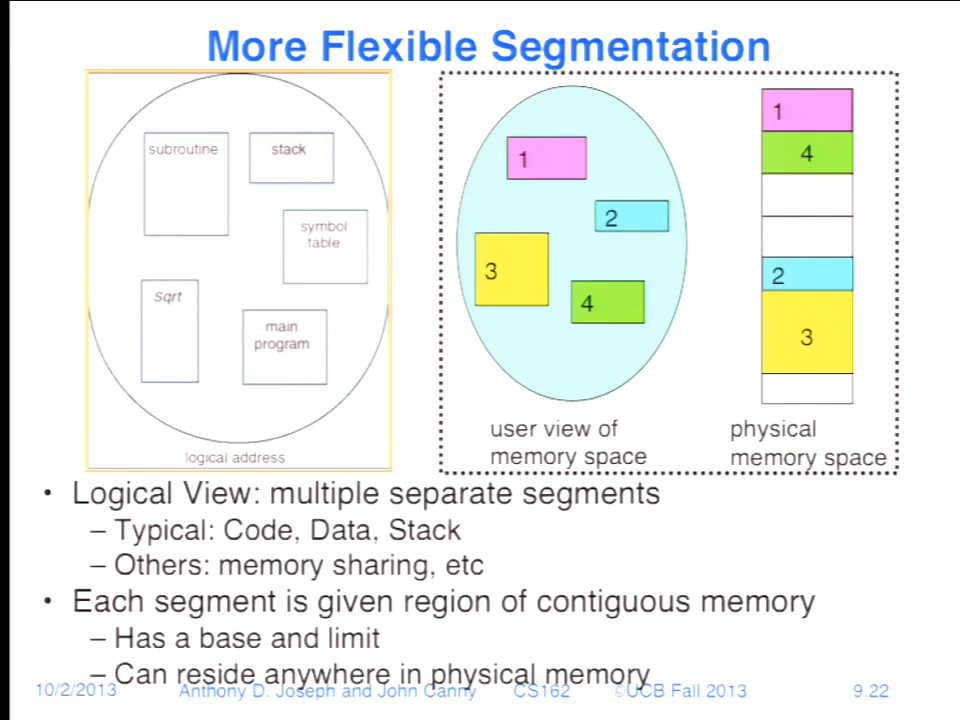 More Flexible Segmentation
subroutine
stack
symbol
table
Sqrt
main
program
logical address
1
2
3
4
user view of
memory space
1
4
2
3
physical
memory space
• Logical View: multiple separate segments
– Typical: Code, Data, Stack
– Others: memory sharing, etc
• Each segment is given region of contiguous memory
– Has a base and limit
– Can reside anywhere in physical memory
10/2/2013 Anthony D. Joseph and John Canny CS162 ©UCB Fall 2013 9.22